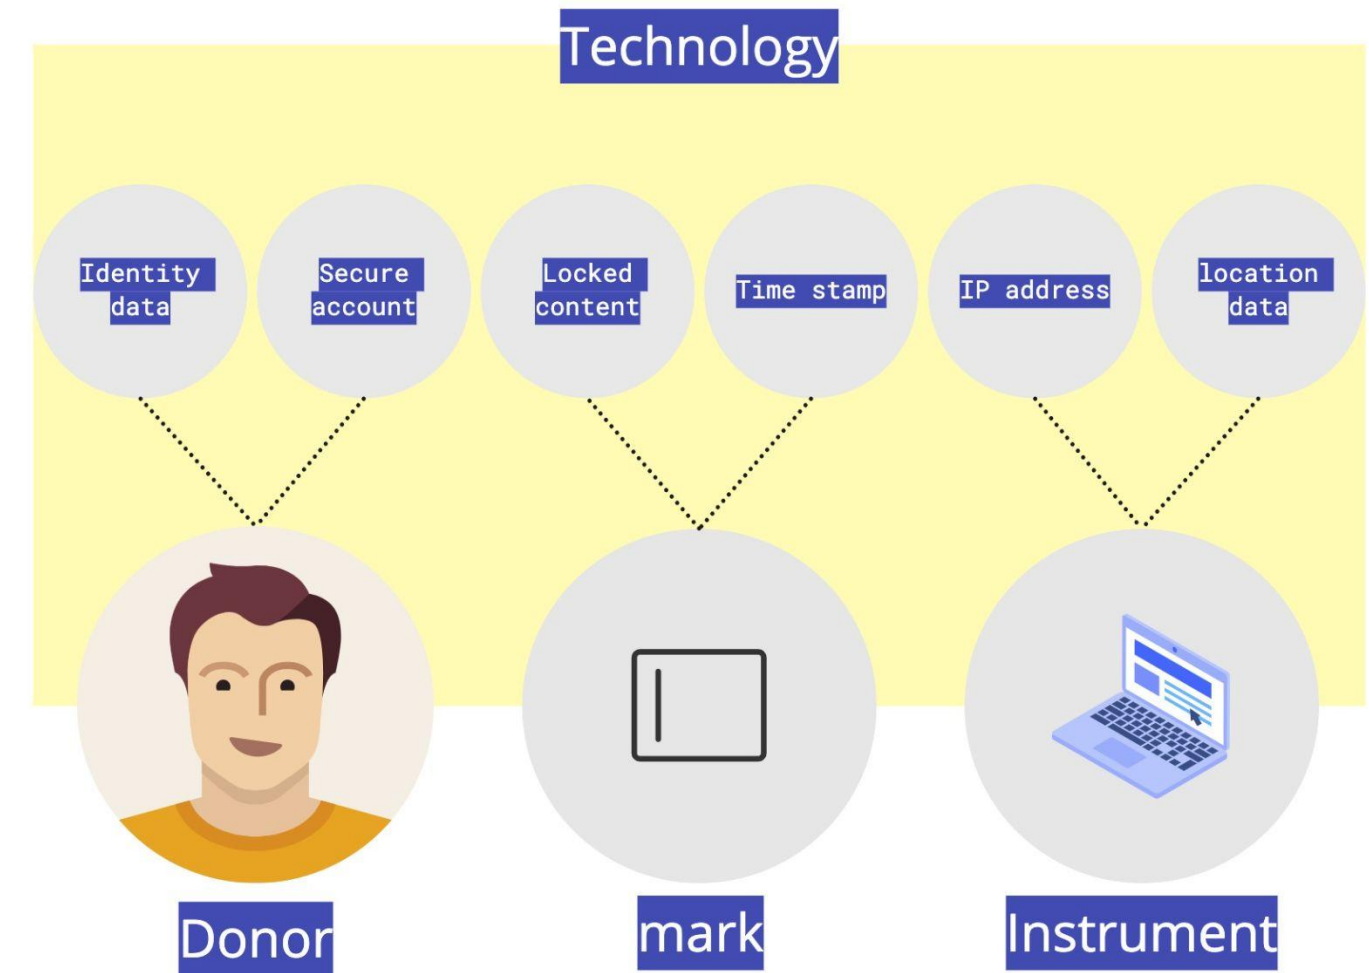 Technology
Identity
data
Secure
account
Locked
content
Time stamp
IP address
location
data
Donor
mark
Instrument